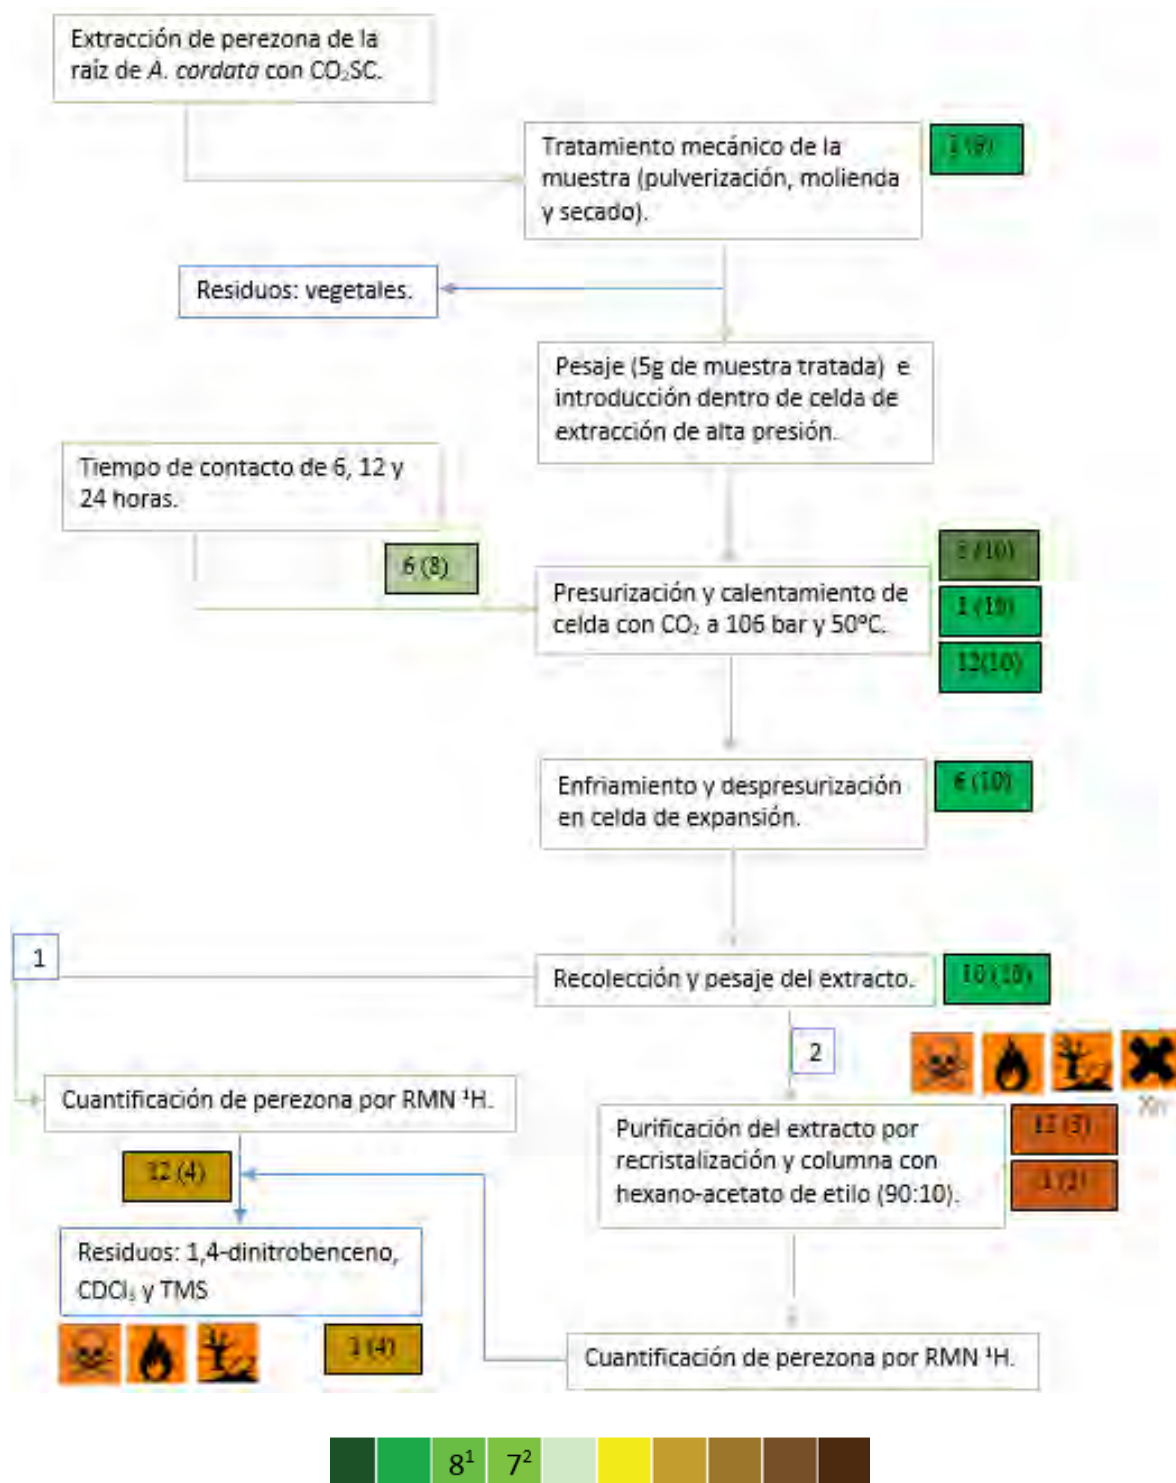 Extracción de perezona de la
raíz de A. cordata con CO₂SC.
Tratamiento mecánico de la
muestra (pulverización, molienda
y secado).
Residuos: vegetales.
Pesaje (5g de muestra tratada) e
introducción dentro de celda de
extracción de alta presión.
Tiempo de contacto de 6, 12 y
24 horas.
6 (8)
Presurización y calentamiento de
celda con CO₂ a 106 bar y 50°C.
12(10)
Enfriamiento y despresurización
en celda de expansión.
6 (10)
1
Recolección y pesaje del extracto.
10 (10)
2
Cuantificación de perezona por RMN ¹H.
Xn
Purificación del extracto por
recristalización y columna con
hexano-acetato de etilo (90:10).
12 (3)
12 (4)
Residuos: 1,4-dinitrobenceno,
CDCl₃ y TMS
Cuantificación de perezona por RMN ¹H.
8¹ 7²